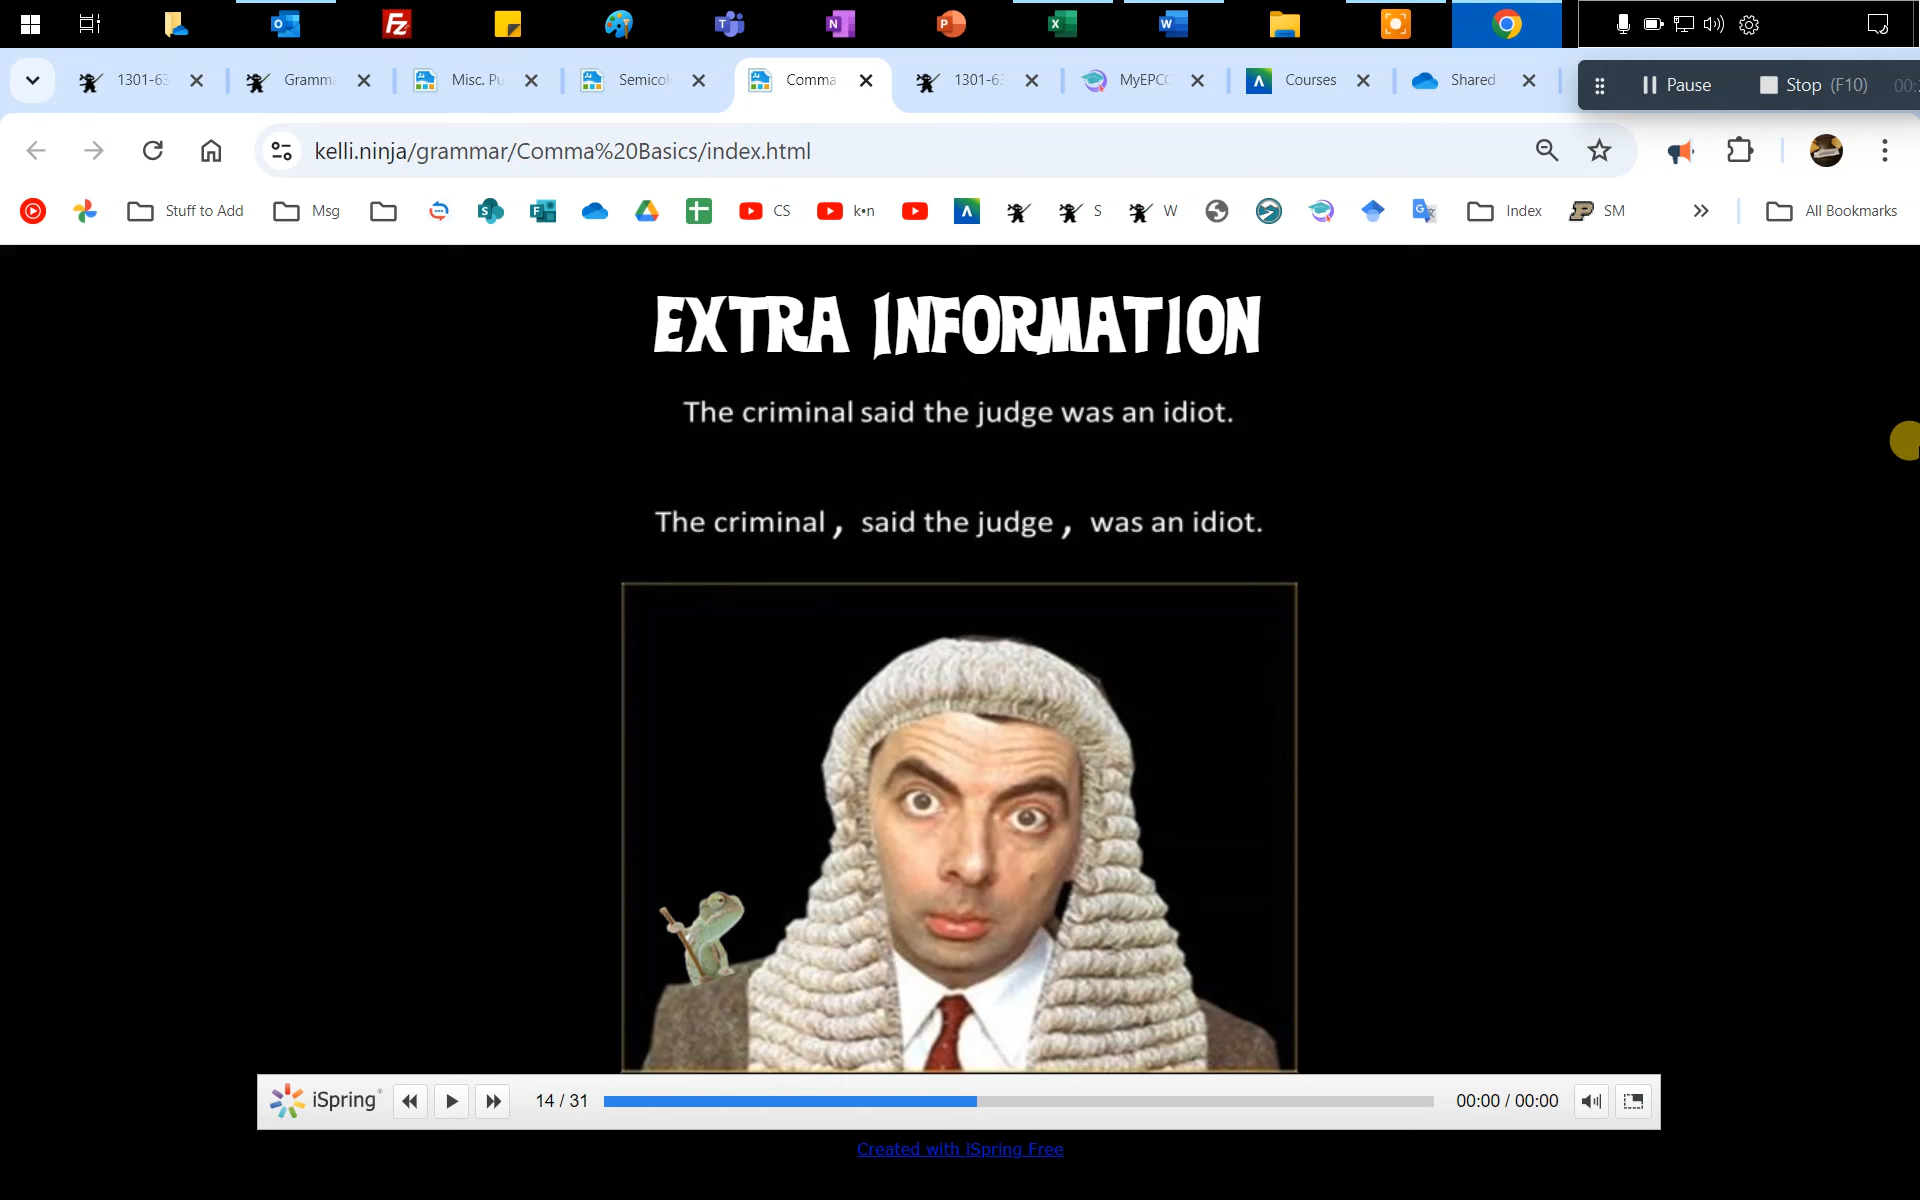 Pause
Stop (F10)
1301-63
Gramma
Misc. Pu
Semicol
Comma
1301-63
MyEPCC
Courses
Shared
kelli.ninja/grammar/Comma%20Basics/index.html
Stuff to Add
Msg
CS
k•n
S
W
Index
SM
All Bookmarks
EXTRA INFORMATION
The criminal said the judge was an idiot.
The criminal, said the judge, was an idiot.
iSpring
14 / 31
00:00 / 00:00
Created with iSpring Free